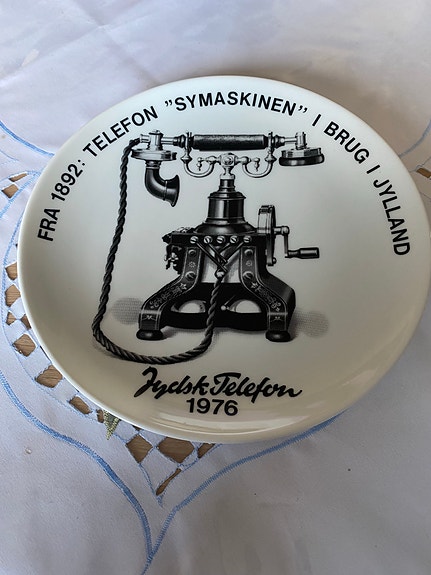 FRA 1892: TELEFON "SYMASKINEN" I BRUG I JYLLAND
Jydsk Telefon
1976